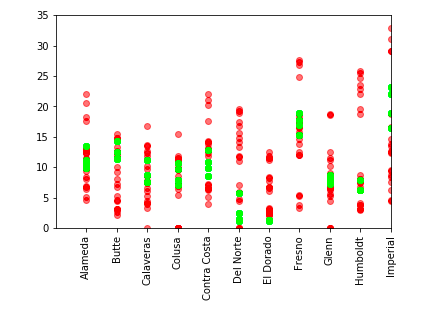 35
30
25
20
15
10
5
0
Alameda
Butte
Calaveras
Colusa
Contra Costa
Del Norte
El Dorado
Fresno
Glenn
Humboldt
Imperial